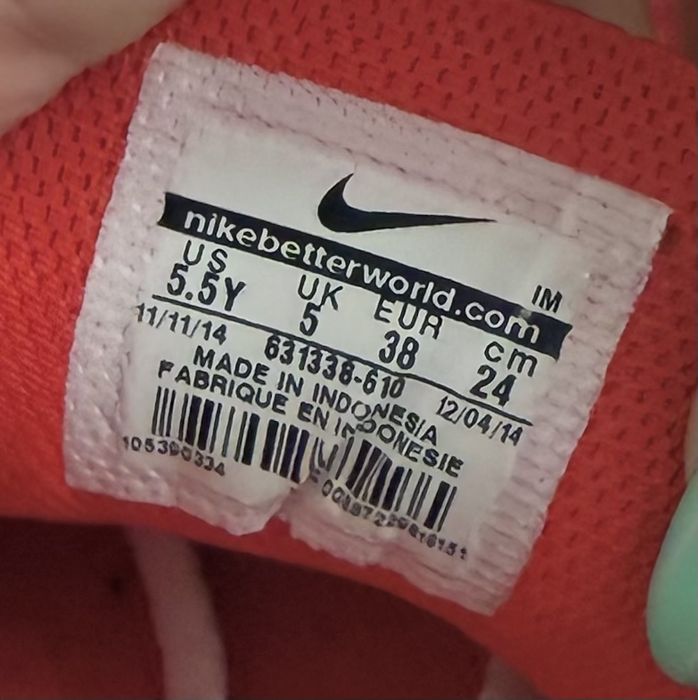 nikebetterworld.com
IM
US UK EUR cm
5.5Y 5 38 24
11/11/14 631338-610 12/04/14
MADE IN INDONESIA
FABRIQUE EN INDONESIE